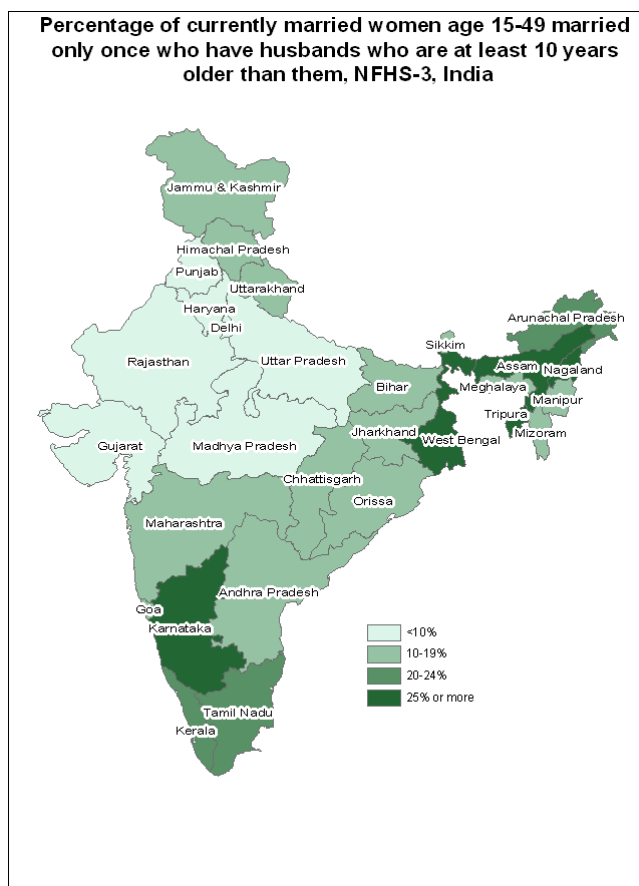 Percentage of currently married women age 15-49 married
only once who have husbands who are at least 10 years
older than them, NFHS-3, India
Jammu & Kashmir
Himachal Pradesh
Punjab
Uttarakhand
Haryana
Delhi
Arunachal Pradesh
Sikkim
Rajasthan
Uttar Pradesh
Assam
Nagaland
Bihar
Meghalaya
Manipur
Tripura
Jharkhand
West Bengal
Mizoram
Gujarat
Madhya Pradesh
Chhattisgarh
Orissa
Maharashtra
Andhra Pradesh
Goa
Karnataka
<10%
10-19%
20-24%
25% or more
Tamil Nadu
Kerala